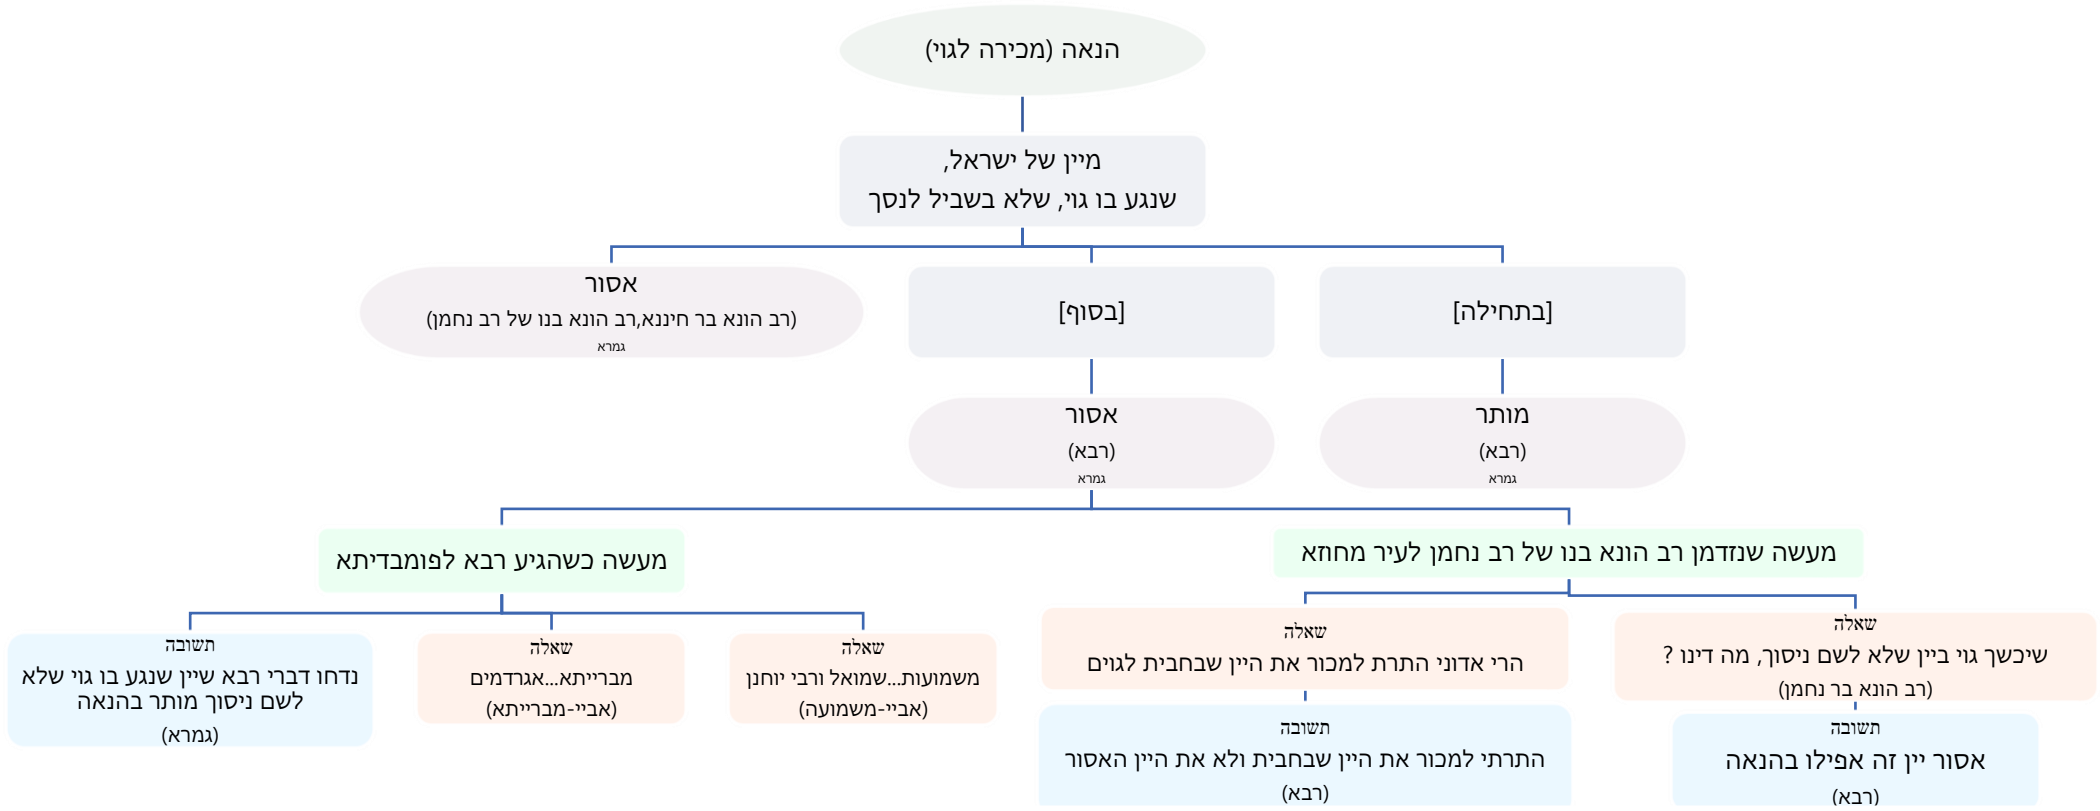 הנאה (מכירה לגוי)
מיין של ישראל,
שנגע בו גוי, שלא בשביל לנסך
[בתחילה]
[בסוף]
אסור
(רב הונא בר חיננא,רב הונא בנו של רב נחמן)
גמרא
מותר
(רבא)
גמרא
אסור
(רבא)
גמרא
מעשה שנזדמן רב הונא בנו של רב נחמן לעיר מחוזא
מעשה כשהגיע רבא לפומבדיתא
שאלה
שיכשך גוי ביין שלא לשם ניסוך, מה דינו ?
(רב הונא בר נחמן)
תשובה
אסור יין זה אפילו בהנאה
(רבא)
שאלה
הרי אדוני התרת למכור את היין שבחבית לגוים
תשובה
התרתי למכור את היין שבחבית ולא את היין האסור
(רבא)
שאלה
משמועות...שמואל ורבי יוחנן
(אביי-משמועה)
שאלה
מברייתא...אגרדמים
(אביי-מברייתא)
תשובה
נדחו דברי רבא שיין שנגע בו גוי שלא
לשם ניסוך מותר בהנאה
(גמרא)